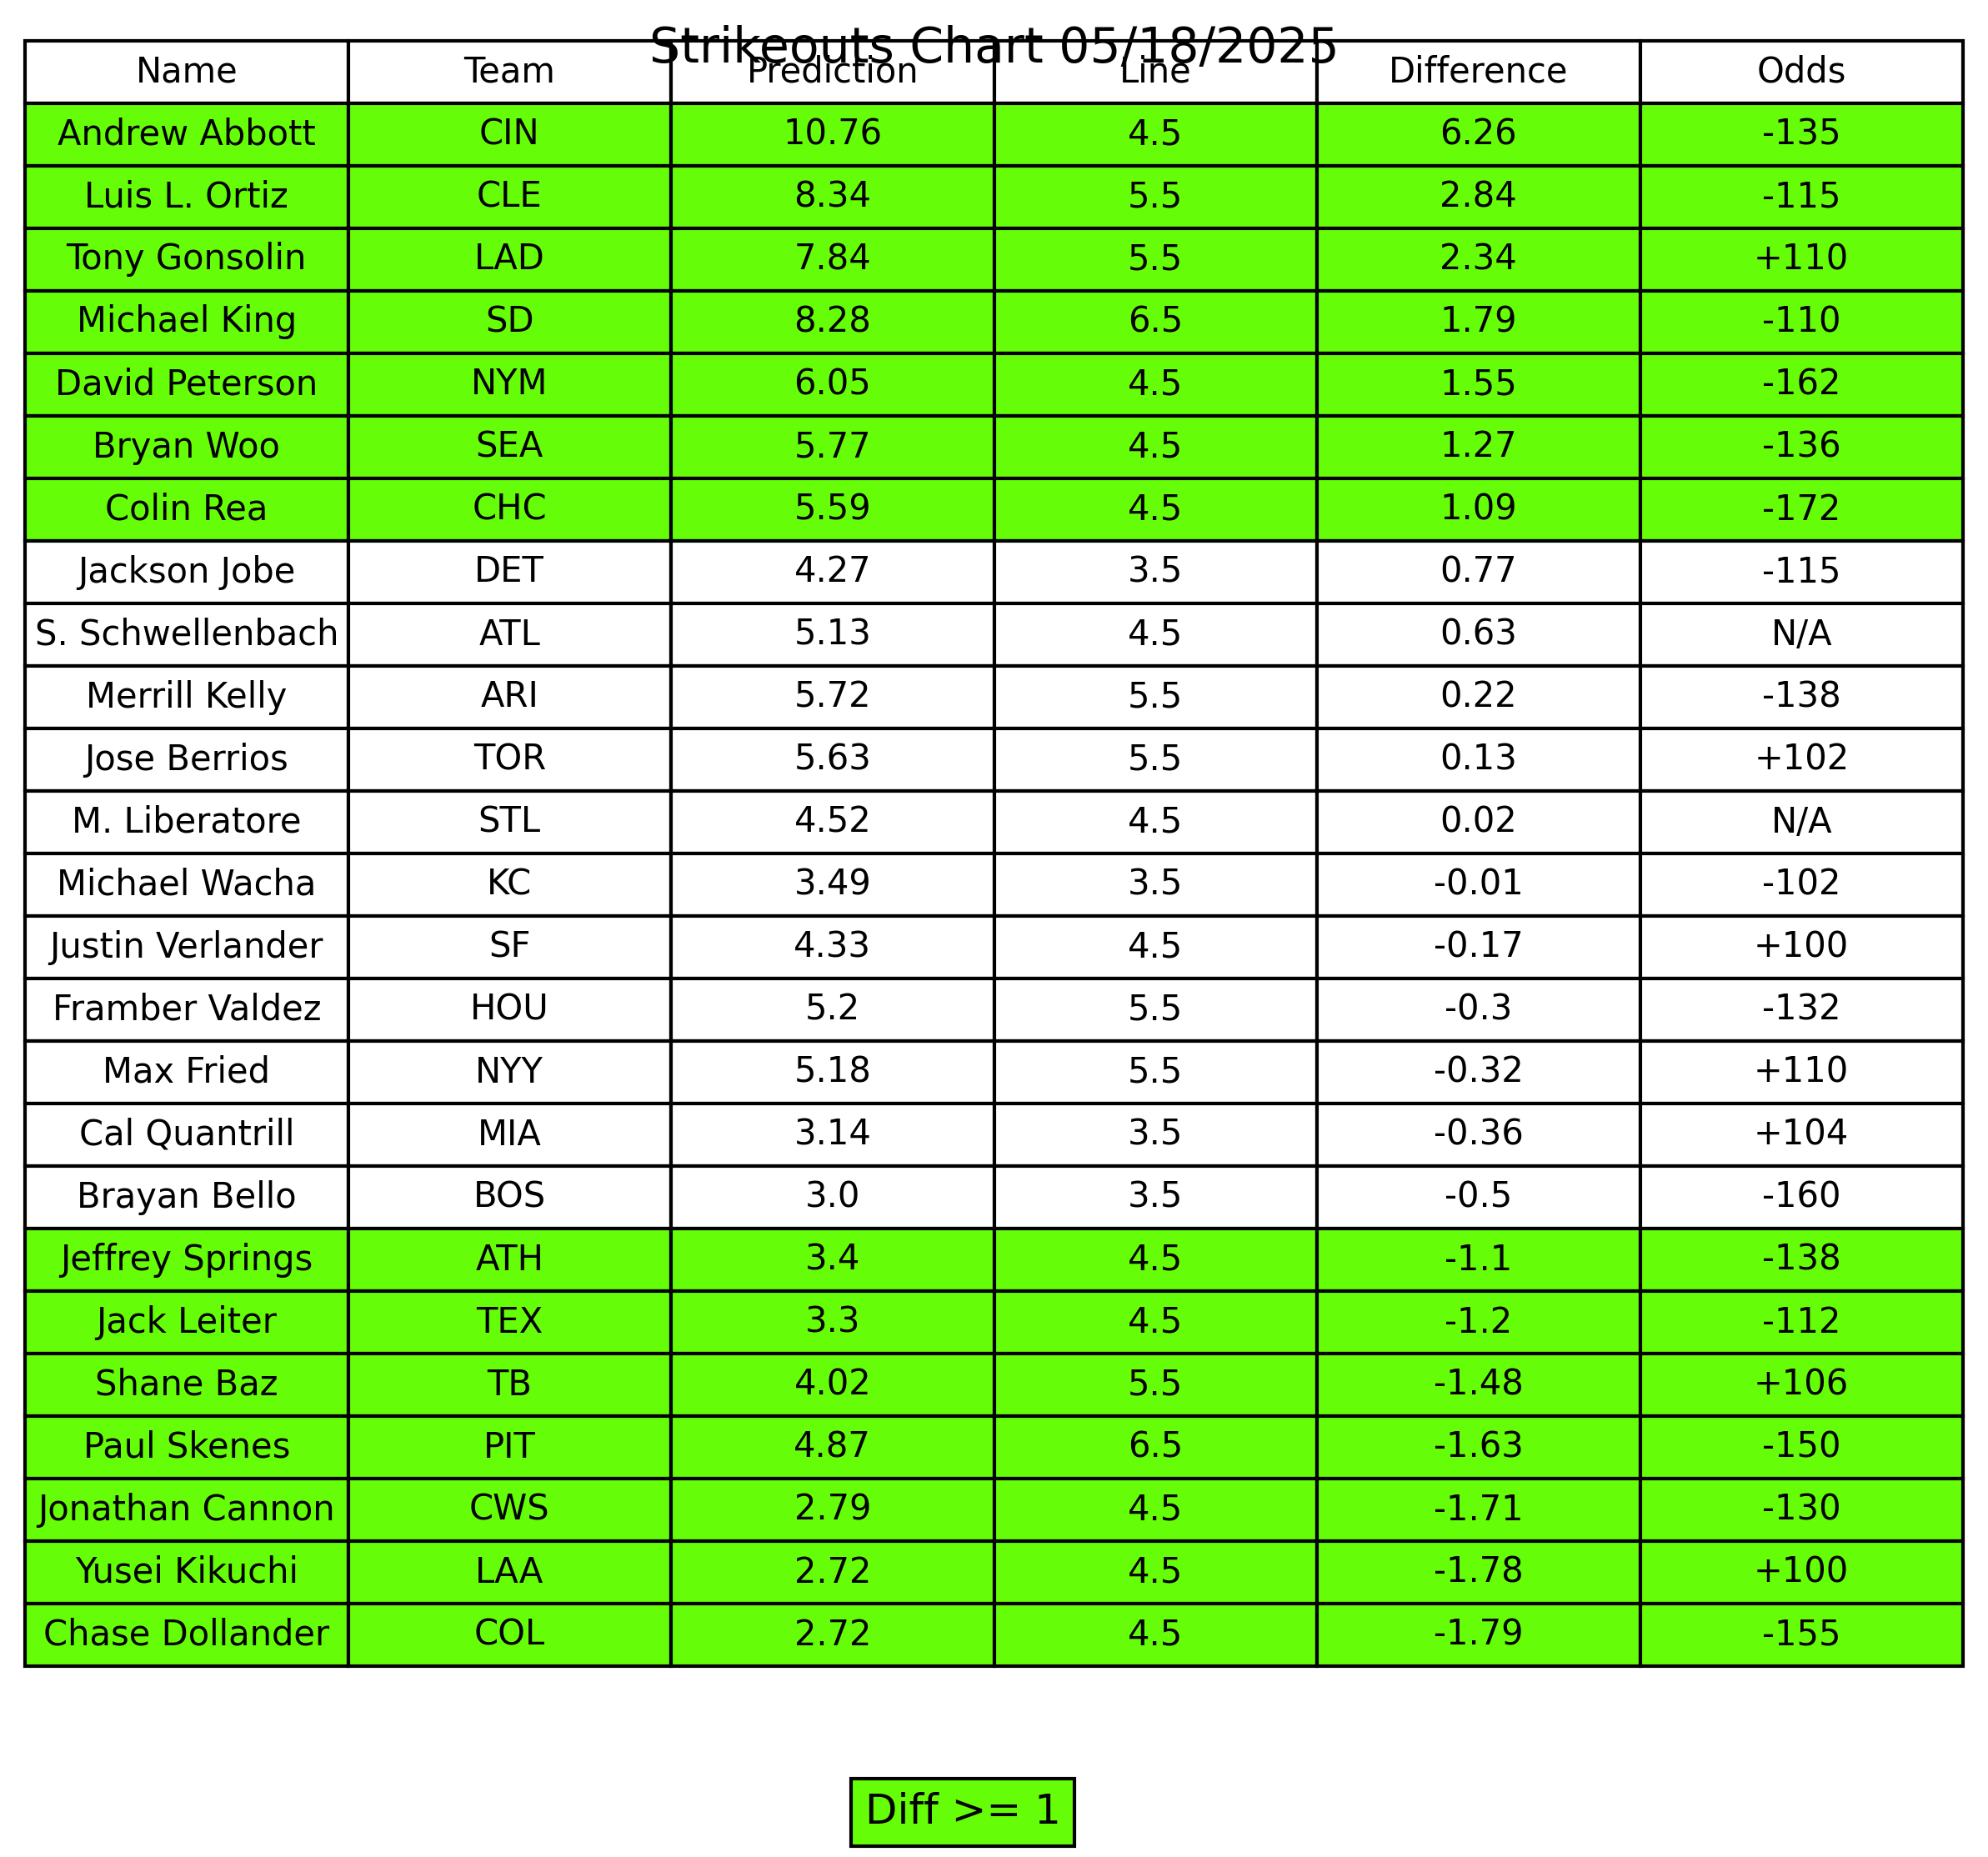 Strikeouts Chart 05/18/2025
Name Team Prediction Line Difference Odds
Andrew Abbott CIN 10.76 4.5 6.26 -135
Luis L. Ortiz CLE 8.34 5.5 2.84 -115
Tony Gonsolin LAD 7.84 5.5 2.34 +110
Michael King SD 8.28 6.5 1.79 -110
David Peterson NYM 6.05 4.5 1.55 -162
Bryan Woo SEA 5.77 4.5 1.27 -136
Colin Rea CHC 5.59 4.5 1.09 -172
Jackson Jobe DET 4.27 3.5 0.77 -115
S. Schwellenbach ATL 5.13 4.5 0.63 N/A
Merrill Kelly ARI 5.72 5.5 0.22 -138
Jose Berrios TOR 5.63 5.5 0.13 +102
M. Liberatore STL 4.52 4.5 0.02 N/A
Michael Wacha KC 3.49 3.5 -0.01 -102
Justin Verlander SF 4.33 4.5 -0.17 +100
Framber Valdez HOU 5.2 5.5 -0.3 -132
Max Fried NYY 5.18 5.5 -0.32 +110
Cal Quantrill MIA 3.14 3.5 -0.36 +104
Brayan Bello BOS 3.0 3.5 -0.5 -160
Jeffrey Springs ATH 3.4 4.5 -1.1 -138
Jack Leiter TEX 3.3 4.5 -1.2 -112
Shane Baz TB 4.02 5.5 -1.48 +106
Paul Skenes PIT 4.87 6.5 -1.63 -150
Jonathan Cannon CWS 2.79 4.5 -1.71 -130
Yusei Kikuchi LAA 2.72 4.5 -1.78 +100
Chase Dollander COL 2.72 4.5 -1.79 -155
Diff >= 1